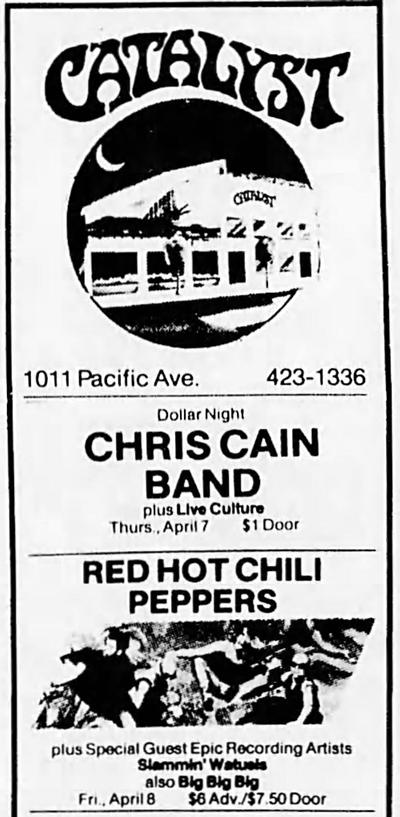 CATALYST
CATALYST
1011 Pacific Ave. 423-1336
Dollar Night
CHRIS CAIN
BAND
plus Live Culture
Thurs., April 7 $1 Door
RED HOT CHILI
PEPPERS
plus Special Guest Epic Recording Artists
Slammin' Watusis
also Big Big Big
Fri., April 8 $6 Adv./$7.50 Door